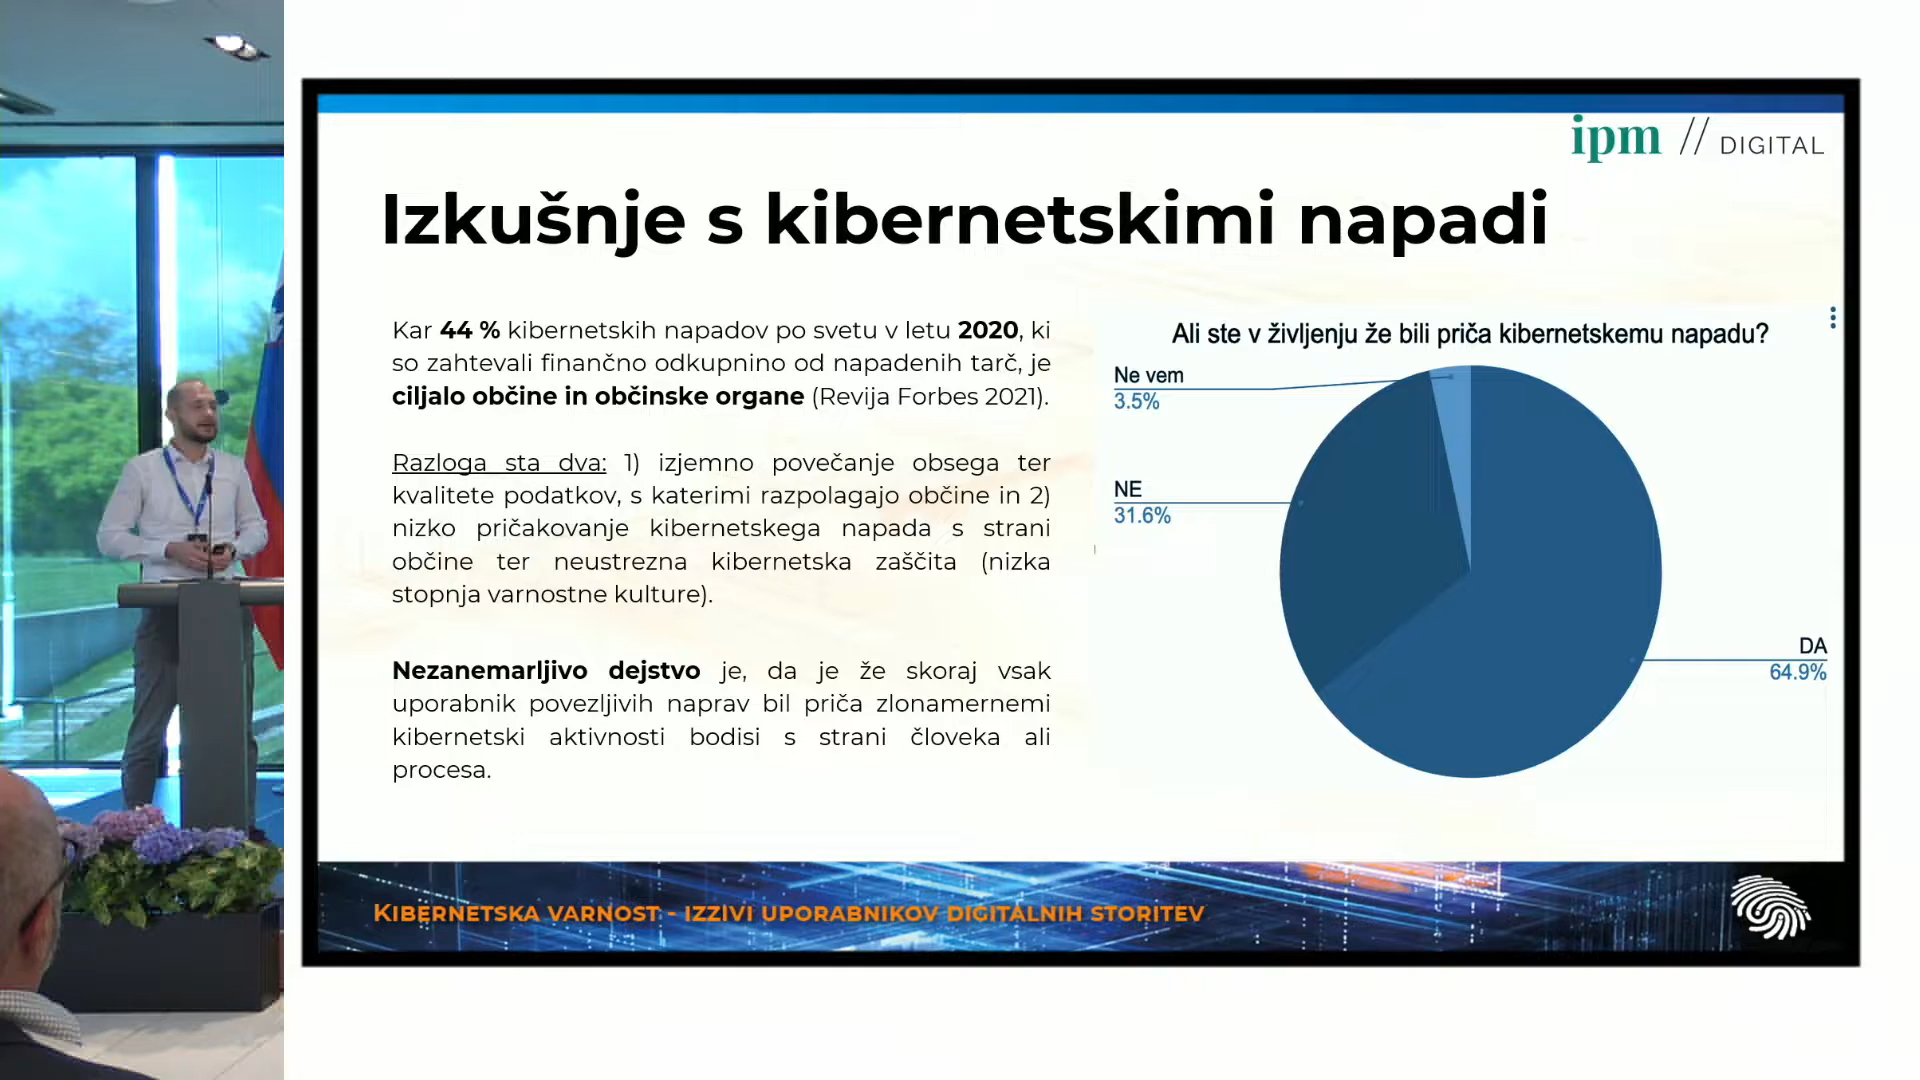 ipm // DIGITAL
Izkušnje s kibernetskimi napadi
Kar 44 % kibernetskih napadov po svetu v letu 2020, ki
so zahtevali finančno odkupnino od napadenih tarč, je
ciljalo občine in občinske organe (Revija Forbes 2021).
Razloga sta dva: 1) izjemno povečanje obsega ter
kvalitete podatkov, s katerimi razpolagajo občine in 2)
nizko pričakovanje kibernetskega napada s strani
občine ter neustrezna kibernetska zaščita (nizka
stopnja varnostne kulture).
Nezanemarljivo dejstvo je, da je že skoraj vsak
uporabnik povezljivih naprav bil priča zlonamernemi
kibernetski aktivnosti bodisi s strani človeka ali
procesa.
Ali ste v življenju že bili priča kibernetskemu napadu?
Ne vem
3.5%
NE
31.6%
DA
64.9%
KIBERNETSKA VARNOST - IZZIVI UPORABNIKOV DIGITALNIH STORITEV